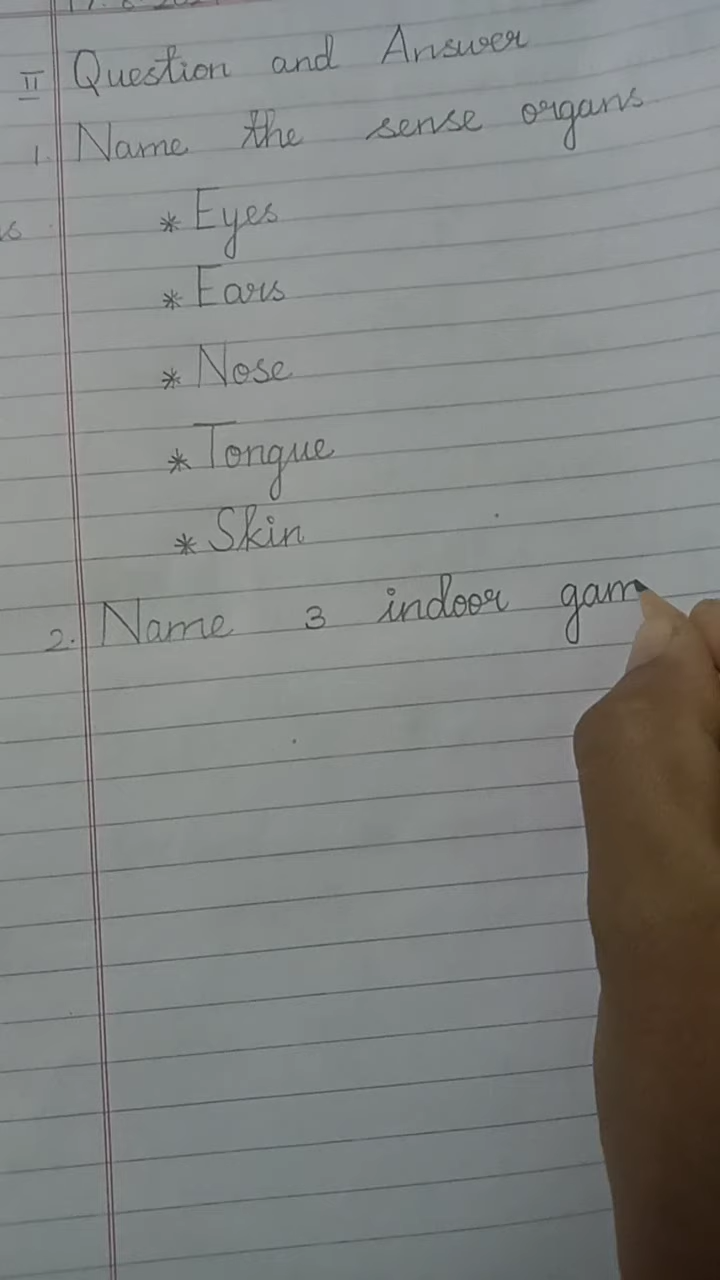 II Question and Answer
1. Name the sense organs
* Eyes
* Ears
* Nose
* Tongue
* Skin
2. Name 3 indoor gam